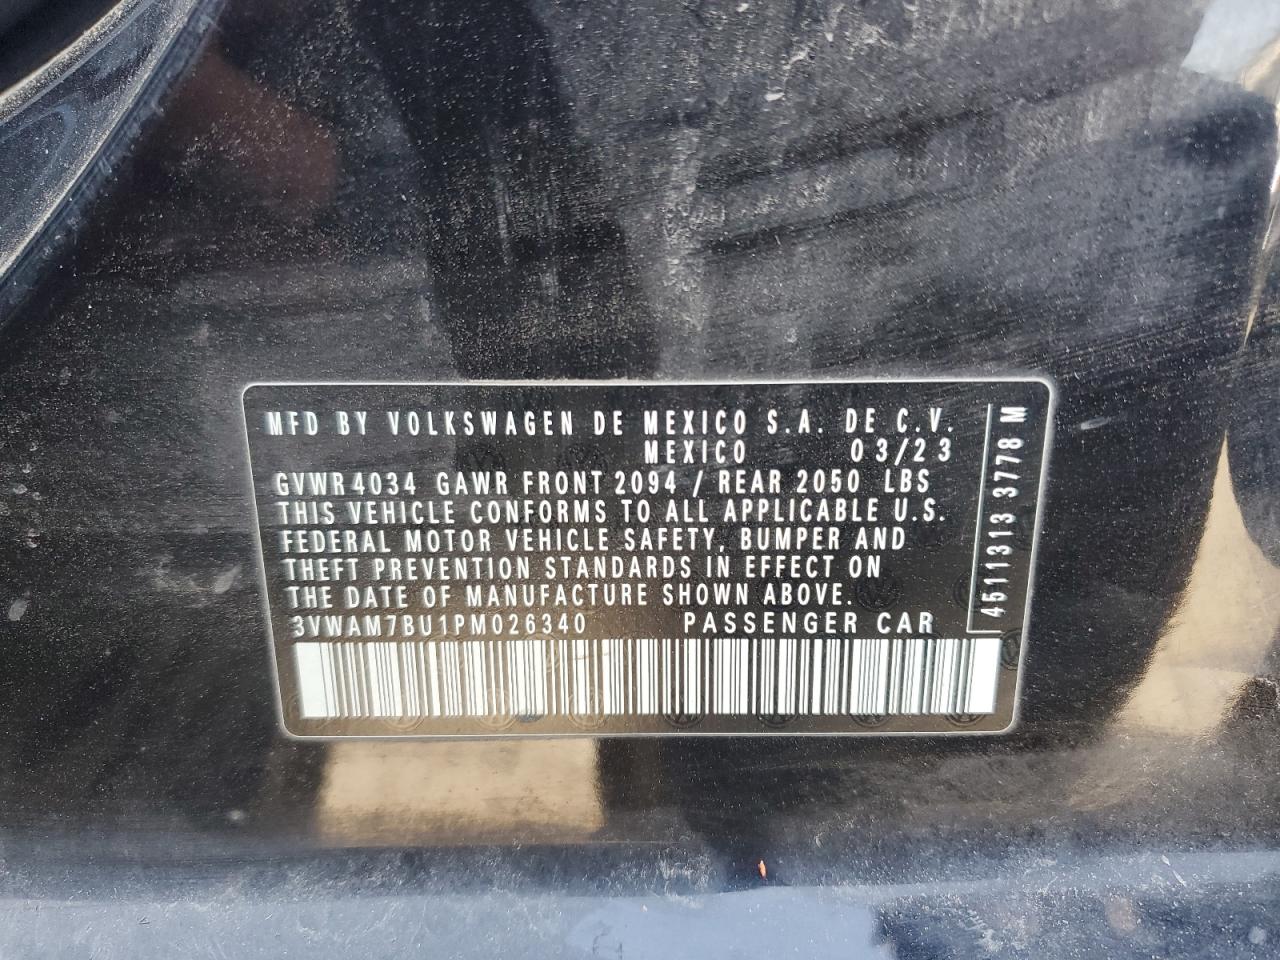 MFD BY VOLKSWAGEN DE MEXICO S.A. DE C.V.
MEXICO 03/23
GVWR 4034 GAWR FRONT 2094 / REAR 2050 LBS
THIS VEHICLE CONFORMS TO ALL APPLICABLE U.S.
FEDERAL MOTOR VEHICLE SAFETY, BUMPER AND
THEFT PREVENTION STANDARDS IN EFFECT ON
THE DATE OF MANUFACTURE SHOWN ABOVE.
3VWAM7BU1PM026340 PASSENGER CAR
4511313 3778 M